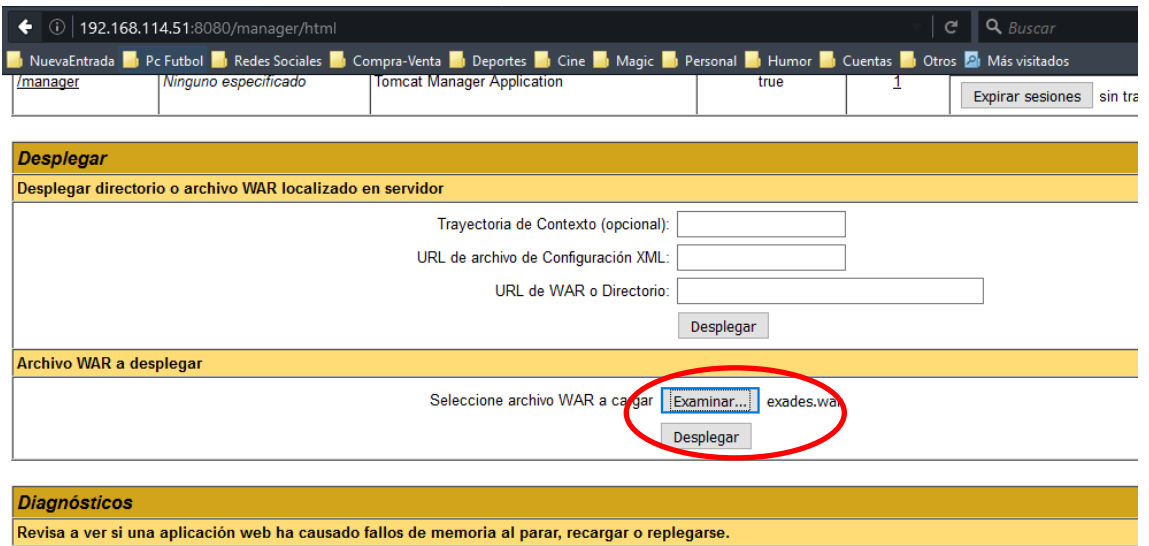 192.168.114.51:8080/manager/html
Buscar
NuevaEntrada Pc Futbol Redes Sociales Compra-Venta Deportes Cine Magic Personal Humor Cuentas Otros Más visitados
/manager Ninguno especificado Tomcat Manager Application true 1
Expirar sesiones sin tra
Desplegar
Desplegar directorio o archivo WAR localizado en servidor
Trayectoria de Contexto (opcional):
URL de archivo de Configuración XML:
URL de WAR o Directorio:
Desplegar
Archivo WAR a desplegar
Seleccione archivo WAR a cargar Examinar... exades.war
Desplegar
Diagnósticos
Revisa a ver si una aplicación web ha causado fallos de memoria al parar, recargar o replegarse.